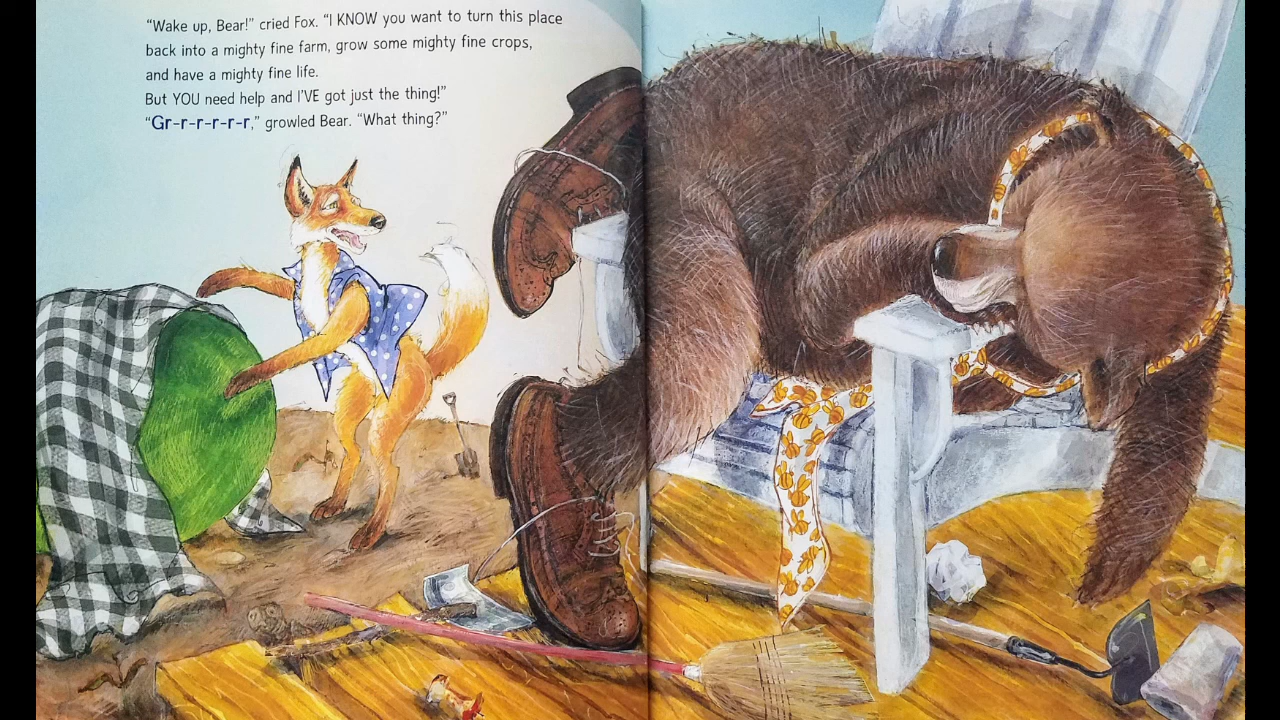 “Wake up, Bear!” cried Fox. “I KNOW you want to turn this place
back into a mighty fine farm, grow some mighty fine crops,
and have a mighty fine life.
But YOU need help and I’VE got just the thing!”
“Gr-r-r-r-r-r,” growled Bear. “What thing?”